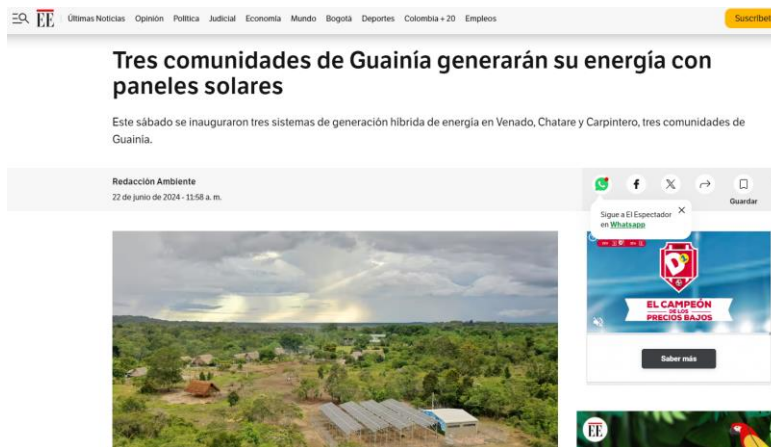 EE Últimas Noticias Opinión Política Judicial Economía Mundo Bogotá Deportes Colombia + 20 Empleos
Tres comunidades de Guainía generarán su energía con
paneles solares
Este sábado se inauguraron tres sistemas de generación híbrida de energía en Venado, Chatare y Carpintero, tres comunidades de
Guainía.
Redacción Ambiente
22 de junio de 2024 - 11:58 a. m.
Guardar
Sigue a El Espectador
en Whatsapp
D1
EL CAMPEÓN
DE LOS
PRECIOS BAJOS
Saber más
EE